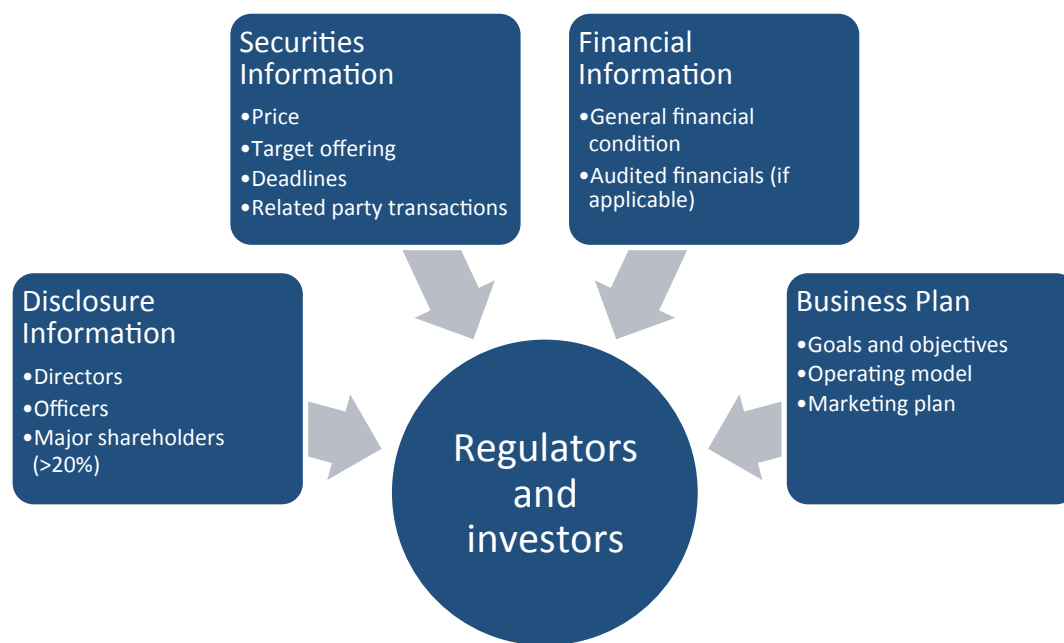 Securities
Information
•Price
•Target offering
•Deadlines
•Related party transactions
Financial
Information
•General financial
condition
•Audited financials (if
applicable)
Disclosure
Information
•Directors
•Officers
•Major shareholders
(>20%)
Business Plan
•Goals and objectives
•Operating model
•Marketing plan
Regulators
and
investors